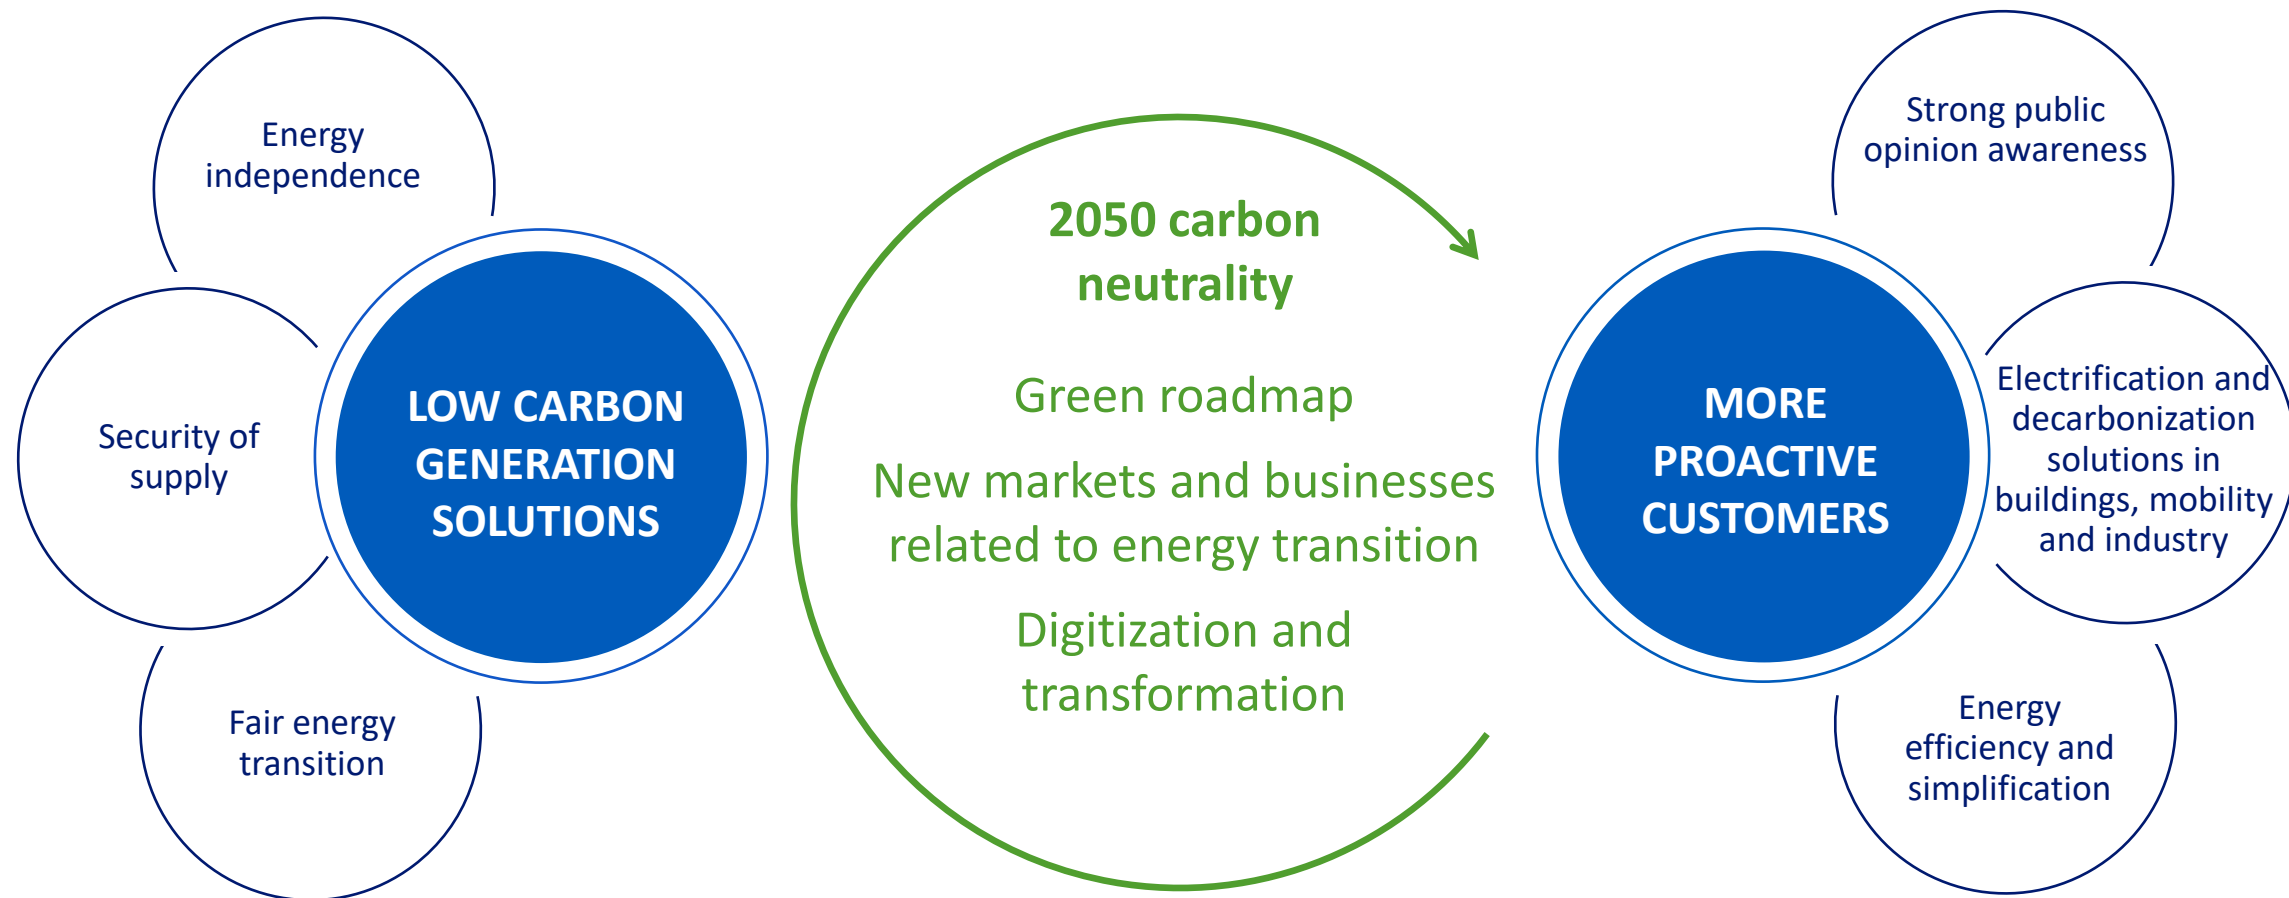 Energy
independence
Security of
supply
Fair energy
transition
LOW CARBON
GENERATION
SOLUTIONS
2050 carbon
neutrality
Green roadmap
New markets and businesses
related to energy transition
Digitization and
transformation
MORE
PROACTIVE
CUSTOMERS
Strong public
opinion awareness
Electrification and
decarbonization
solutions in
buildings, mobility
and industry
Energy
efficiency and
simplification